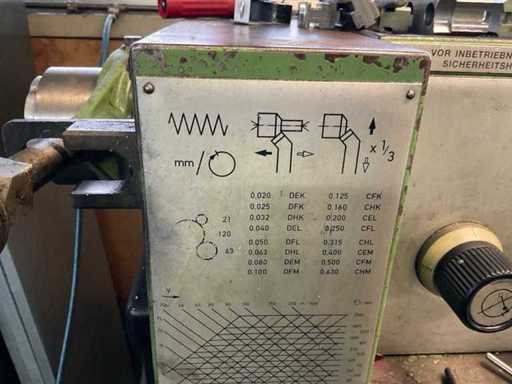 VOR INBETRIEBN
SICHERHEITSH
mm/
x 1/3
0,020 DEK 0,125 CFK
0,025 DFK 0,160 CHK
0,032 DHK 0,200 CEL
0,040 DEL 0,250 CFL
0,050 DFL 0,315 CHL
0,063 DHL 0,400 CEM
0,080 DEM 0,500 CFM
0,100 DFM 0,630 CHM
21
120
63